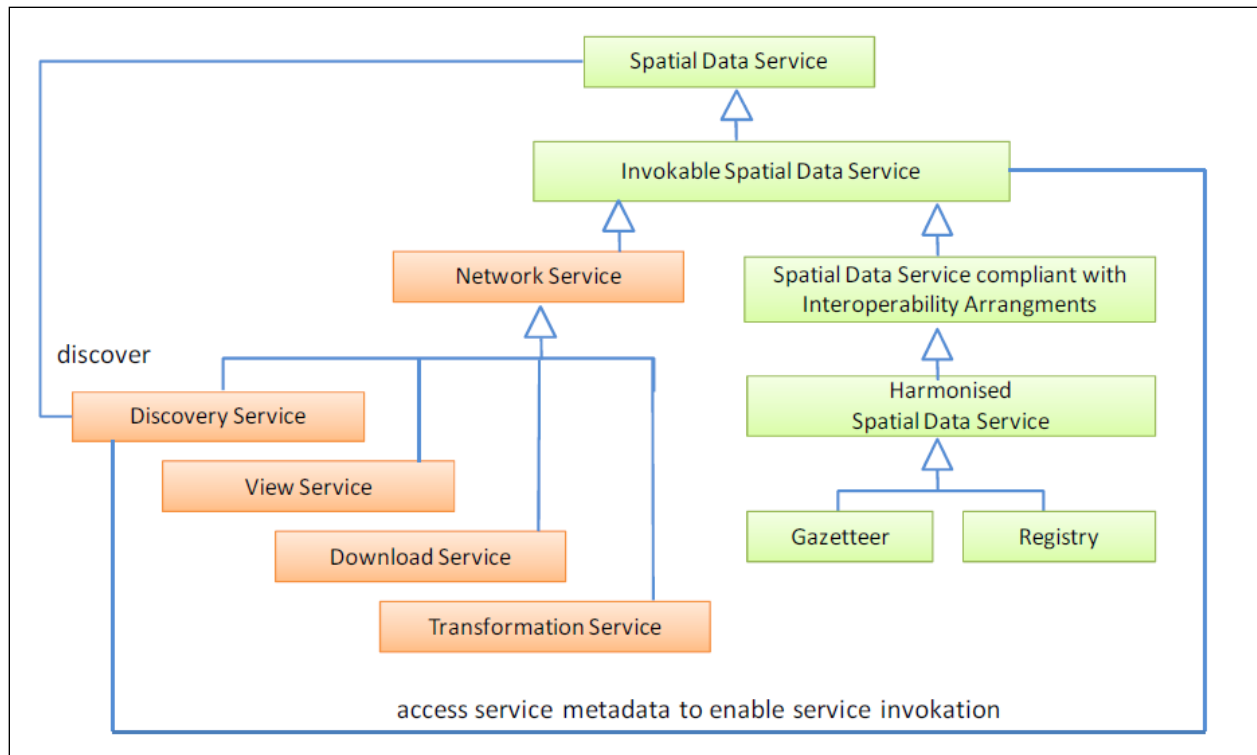 Spatial Data Service
Invokable Spatial Data Service
Network Service
Spatial Data Service compliant with
Interoperability Arrangments
discover
Harmonised
Spatial Data Service
Discovery Service
View Service
Gazetteer
Registry
Download Service
Transformation Service
access service metadata to enable service invokation